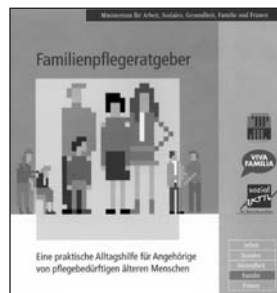 Ministerium für Arbeit, Soziales, Gesundheit, Familie und Frauen
Familienpflegeratgeber
VIVA
FAMILIA
sozial
Eine praktische Alltagshilfe für Angehörige
von pflegebedürftigen älteren Menschen
Arbeit
Soziales
Gesundheit
Familie
Frauen